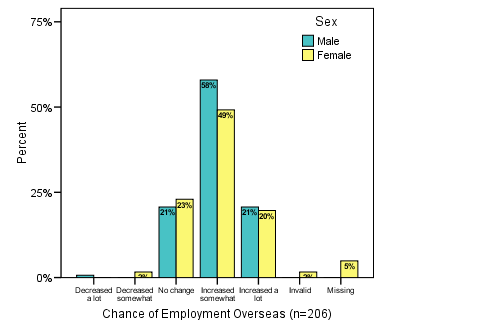 Sex
Male
Female
75%
50%
25%
0%
Percent
58%
49%
21%
23%
21%
20%
2%
2%
5%
Decreased a lot
Decreased somewhat
No change
Increased somewhat
Increased a lot
Invalid
Missing
Chance of Employment Overseas (n=206)